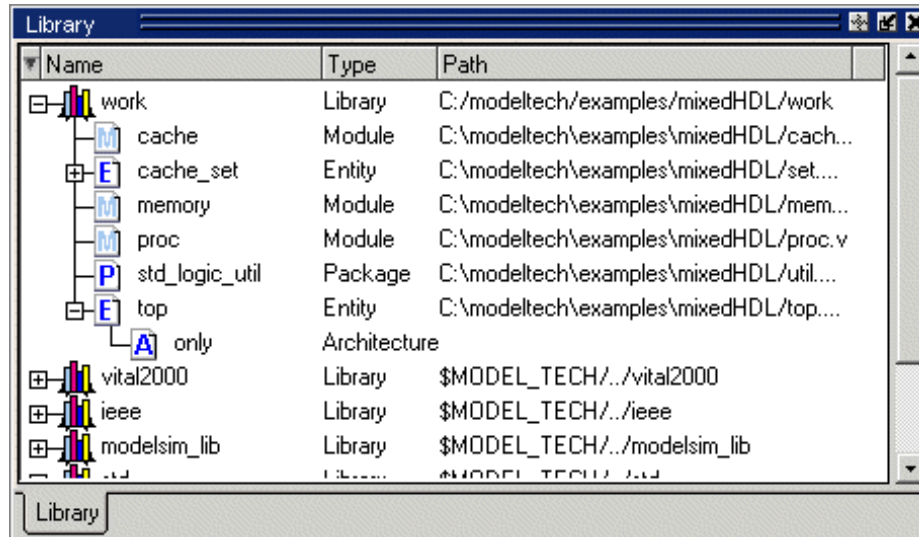 Library
Name Type Path
work Library C:/modeltech/examples/mixedHDL/work
M cache Module C:\modeltech\examples\mixedHDL/cach...
E cache_set Entity C:\modeltech\examples\mixedHDL/set....
M memory Module C:\modeltech\examples\mixedHDL/mem...
M proc Module C:\modeltech\examples\mixedHDL/proc.v
P std_logic_util Package C:\modeltech\examples\mixedHDL/util....
E top Entity C:\modeltech\examples\mixedHDL/top....
A only Architecture
vital2000 Library $MODEL_TECH/../vital2000
ieee Library $MODEL_TECH/../ieee
modelsim_lib Library $MODEL_TECH/../modelsim_lib
Library